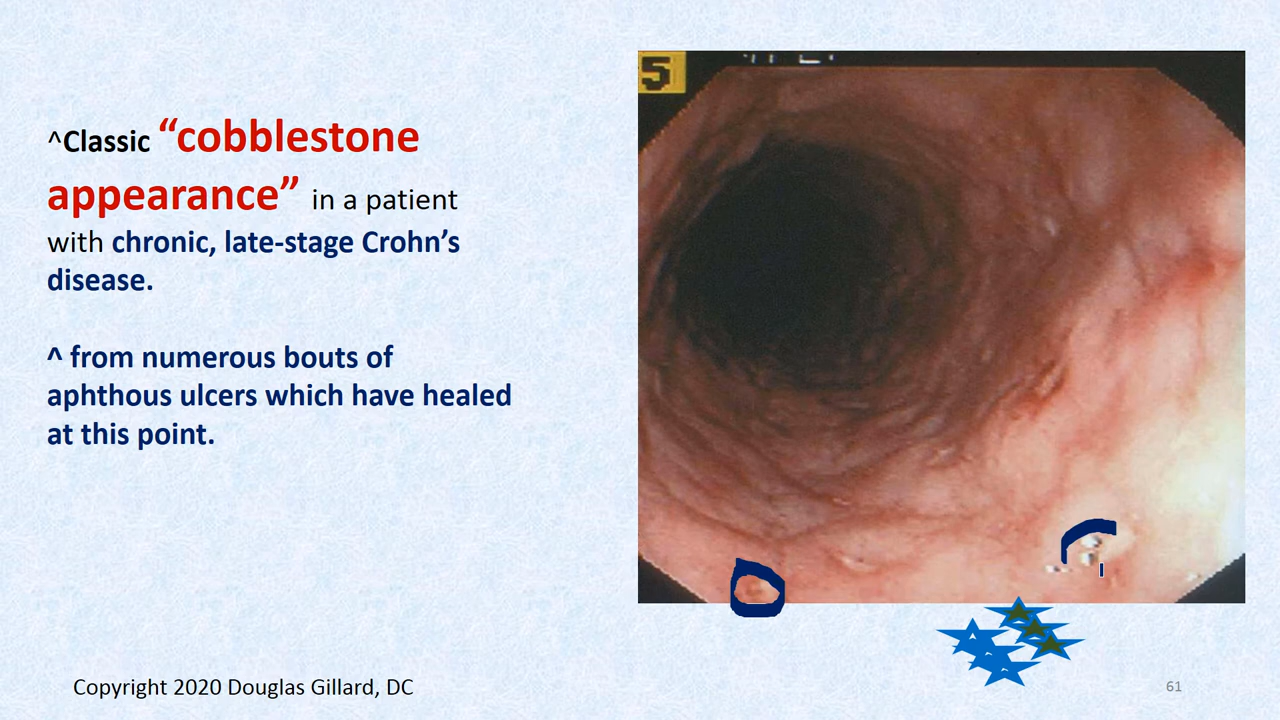 ^Classic “cobblestone
appearance” in a patient
with chronic, late-stage Crohn’s
disease.
^ from numerous bouts of
aphthous ulcers which have healed
at this point.
5
Copyright 2020 Douglas Gillard, DC
61